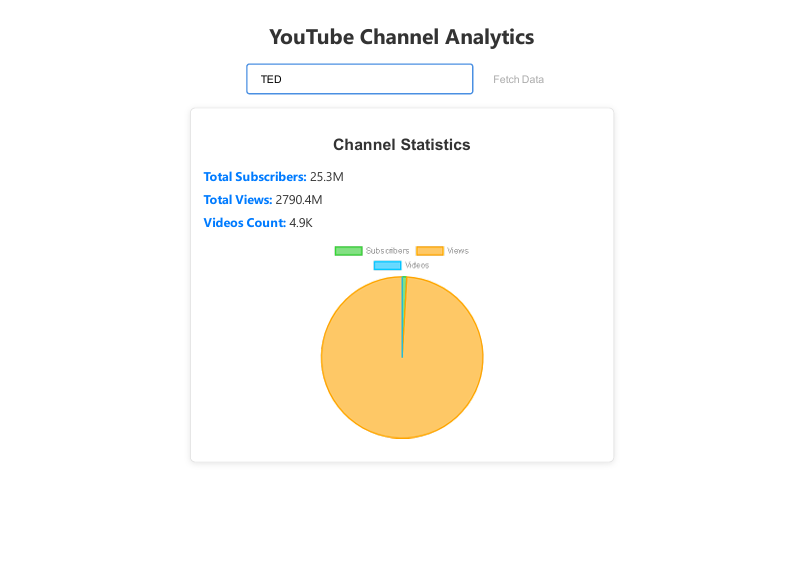 YouTube Channel Analytics
TED
Fetch Data
Channel Statistics
Total Subscribers: 25.3M
Total Views: 2790.4M
Videos Count: 4.9K
Subscribers Views
Videos